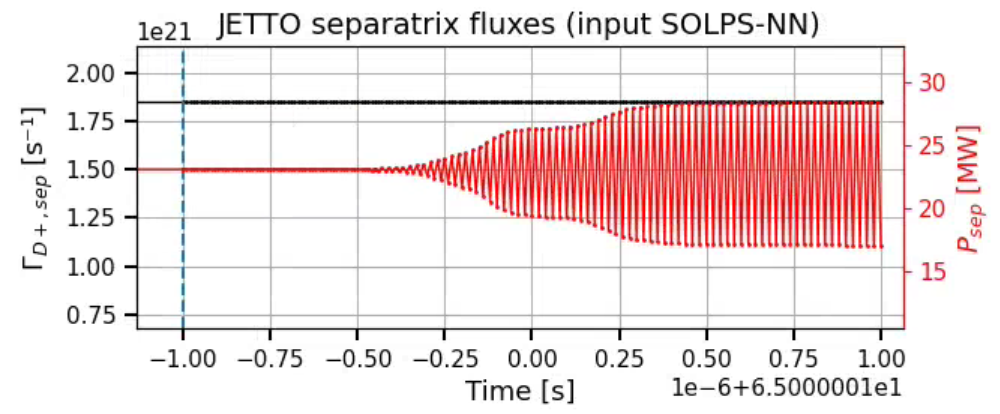 JETTO separatrix fluxes (input SOLPS-NN)
1e21
2.00
1.75
1.50
1.25
1.00
0.75
Γ_{D+,sep} [s⁻¹]
30
25
20
15
P_{sep} [MW]
−1.00 −0.75 −0.50 −0.25 0.00 0.25 0.50 0.75 1.00
Time [s]
1e−6+6.5000001e1